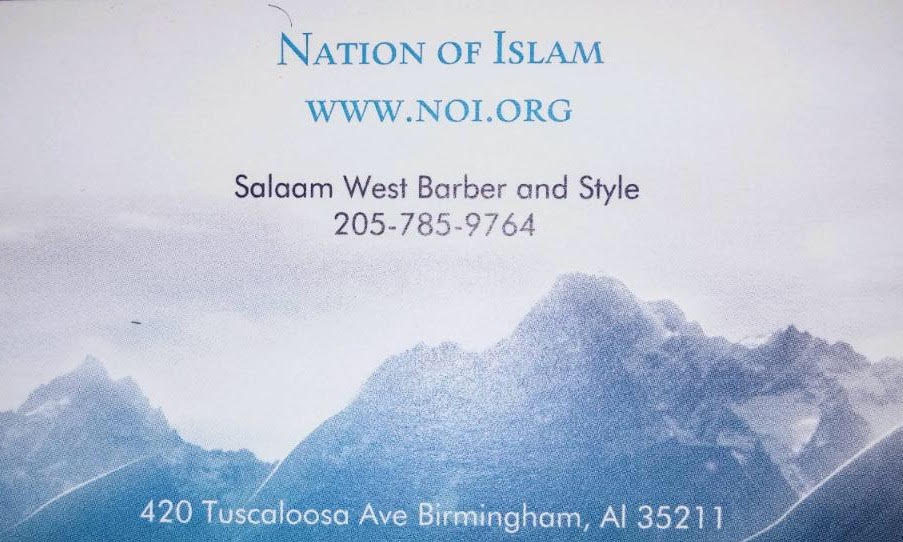 Nation of Islam
www.noi.org
Salaam West Barber and Style
205-785-9764
420 Tuscaloosa Ave Birmingham, Al 35211